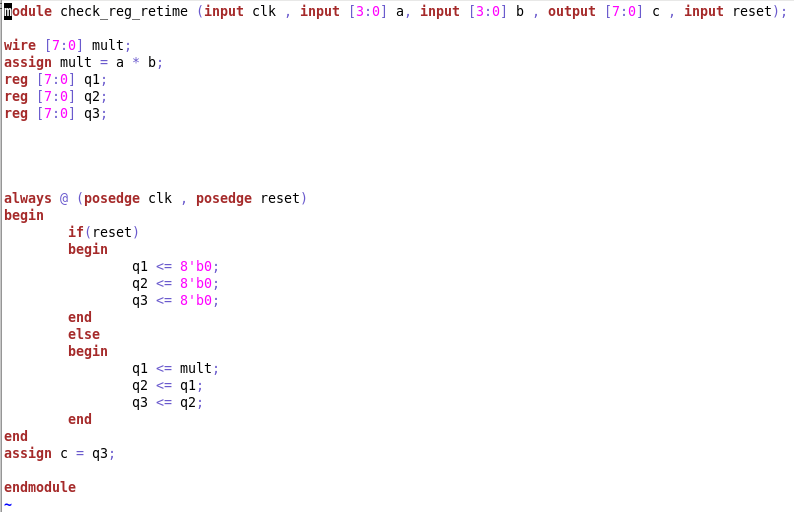 module check_reg_retime (input clk , input [3:0] a, input [3:0] b , output [7:0] c , input reset);
wire [7:0] mult;
assign mult = a * b;
reg [7:0] q1;
reg [7:0] q2;
reg [7:0] q3;
always @ (posedge clk , posedge reset)
begin
if(reset)
begin
q1 <= 8'b0;
q2 <= 8'b0;
q3 <= 8'b0;
end
else
begin
q1 <= mult;
q2 <= q1;
q3 <= q2;
end
end
assign c = q3;
endmodule
~